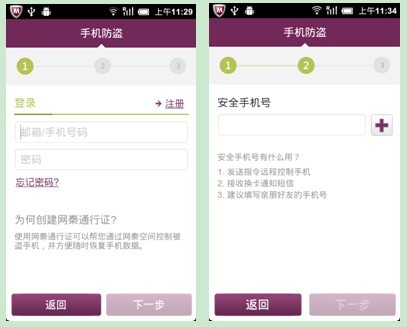 上午11:29
手机防盗
1 2 3
登录
注册
邮箱/手机号码
密码
忘记密码?
为何创建网秦通行证?
使用网秦通行证可以帮您通过网秦空间控制被
盗手机，并方便随时恢复手机数据。
返回 下一步
上午11:34
手机防盗
1 2 3
安全手机号
安全手机号有什么用？
1. 发送指令远程控制手机
2. 接收换卡通知短信
3. 建议填写亲朋好友的手机号
返回 下一步